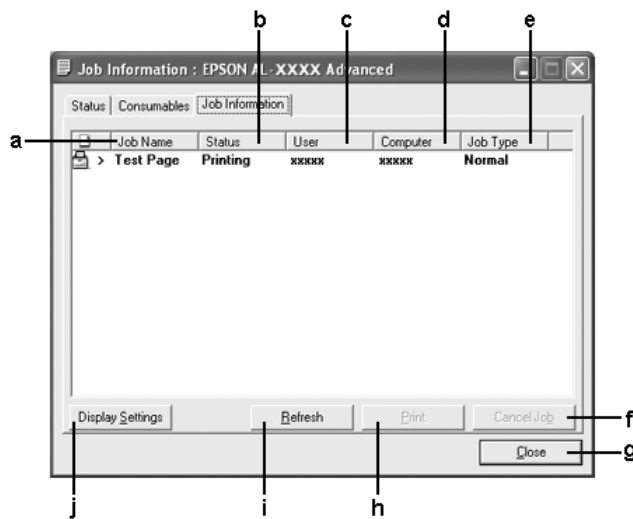 b c d e
Job Information : EPSON AL-XXXX Advanced
Status Consumables Job Information
a Job Name Status User Computer Job Type
> Test Page Printing xxxxx xxxxx Normal
Display Settings Refresh Print Cancel Job f
Close g
j i h